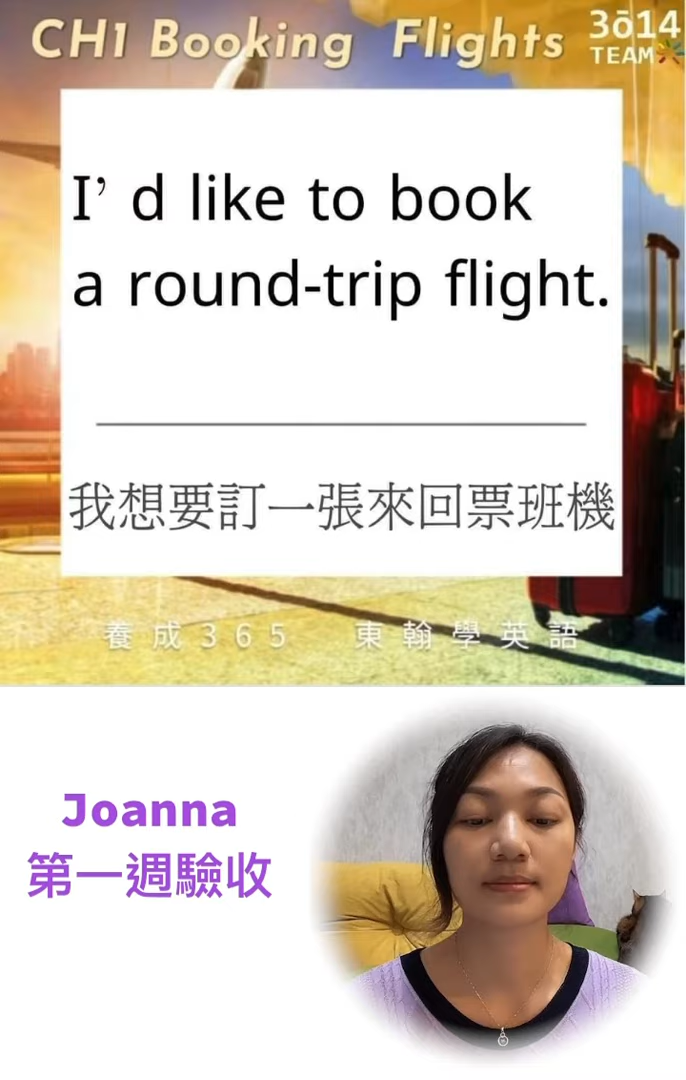 CH1 Booking Flights
3ō14
TEAM
I’ d like to book
a round-trip flight.
我想要訂一張來回票班機
養成365 東翰學英語
Joanna
第一週驗收